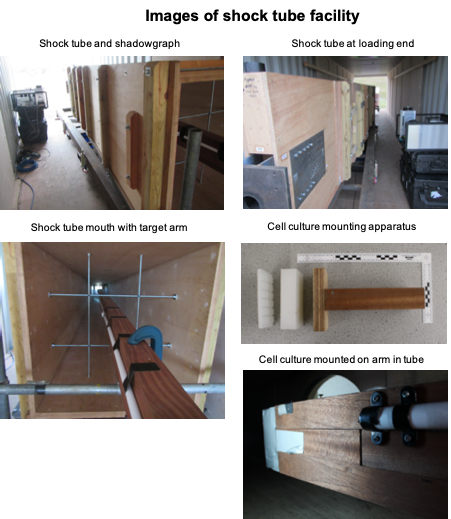 Images of shock tube facility
Shock tube and shadowgraph
Shock tube at loading end
Shock tube mouth with target arm
Cell culture mounting apparatus
Cell culture mounted on arm in tube